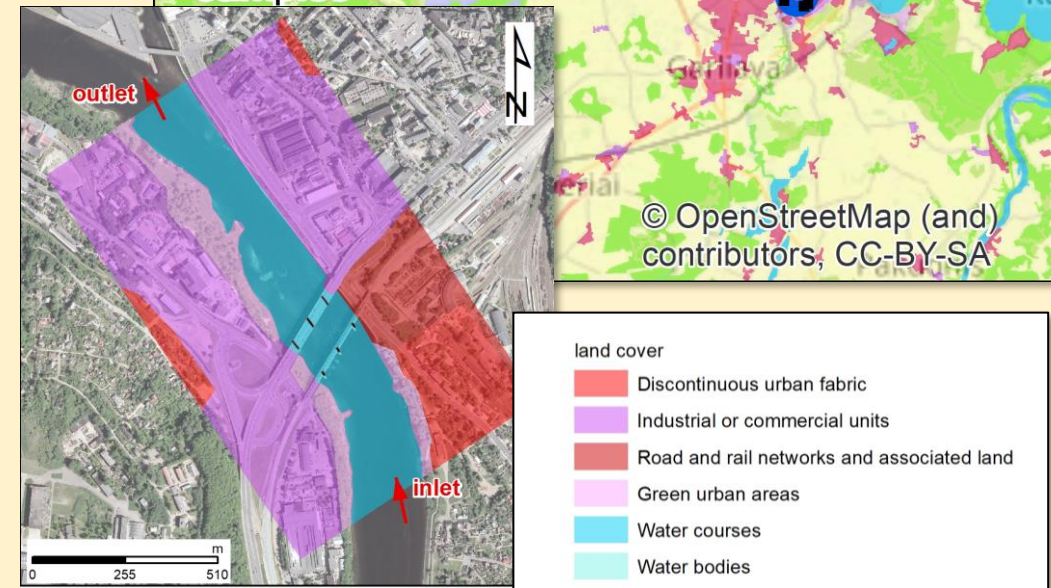 outlet
N
inlet
m
0 255 510
Garliava
© OpenStreetMap (and)
contributors, CC-BY-SA
land cover
Discontinuous urban fabric
Industrial or commercial units
Road and rail networks and associated land
Green urban areas
Water courses
Water bodies